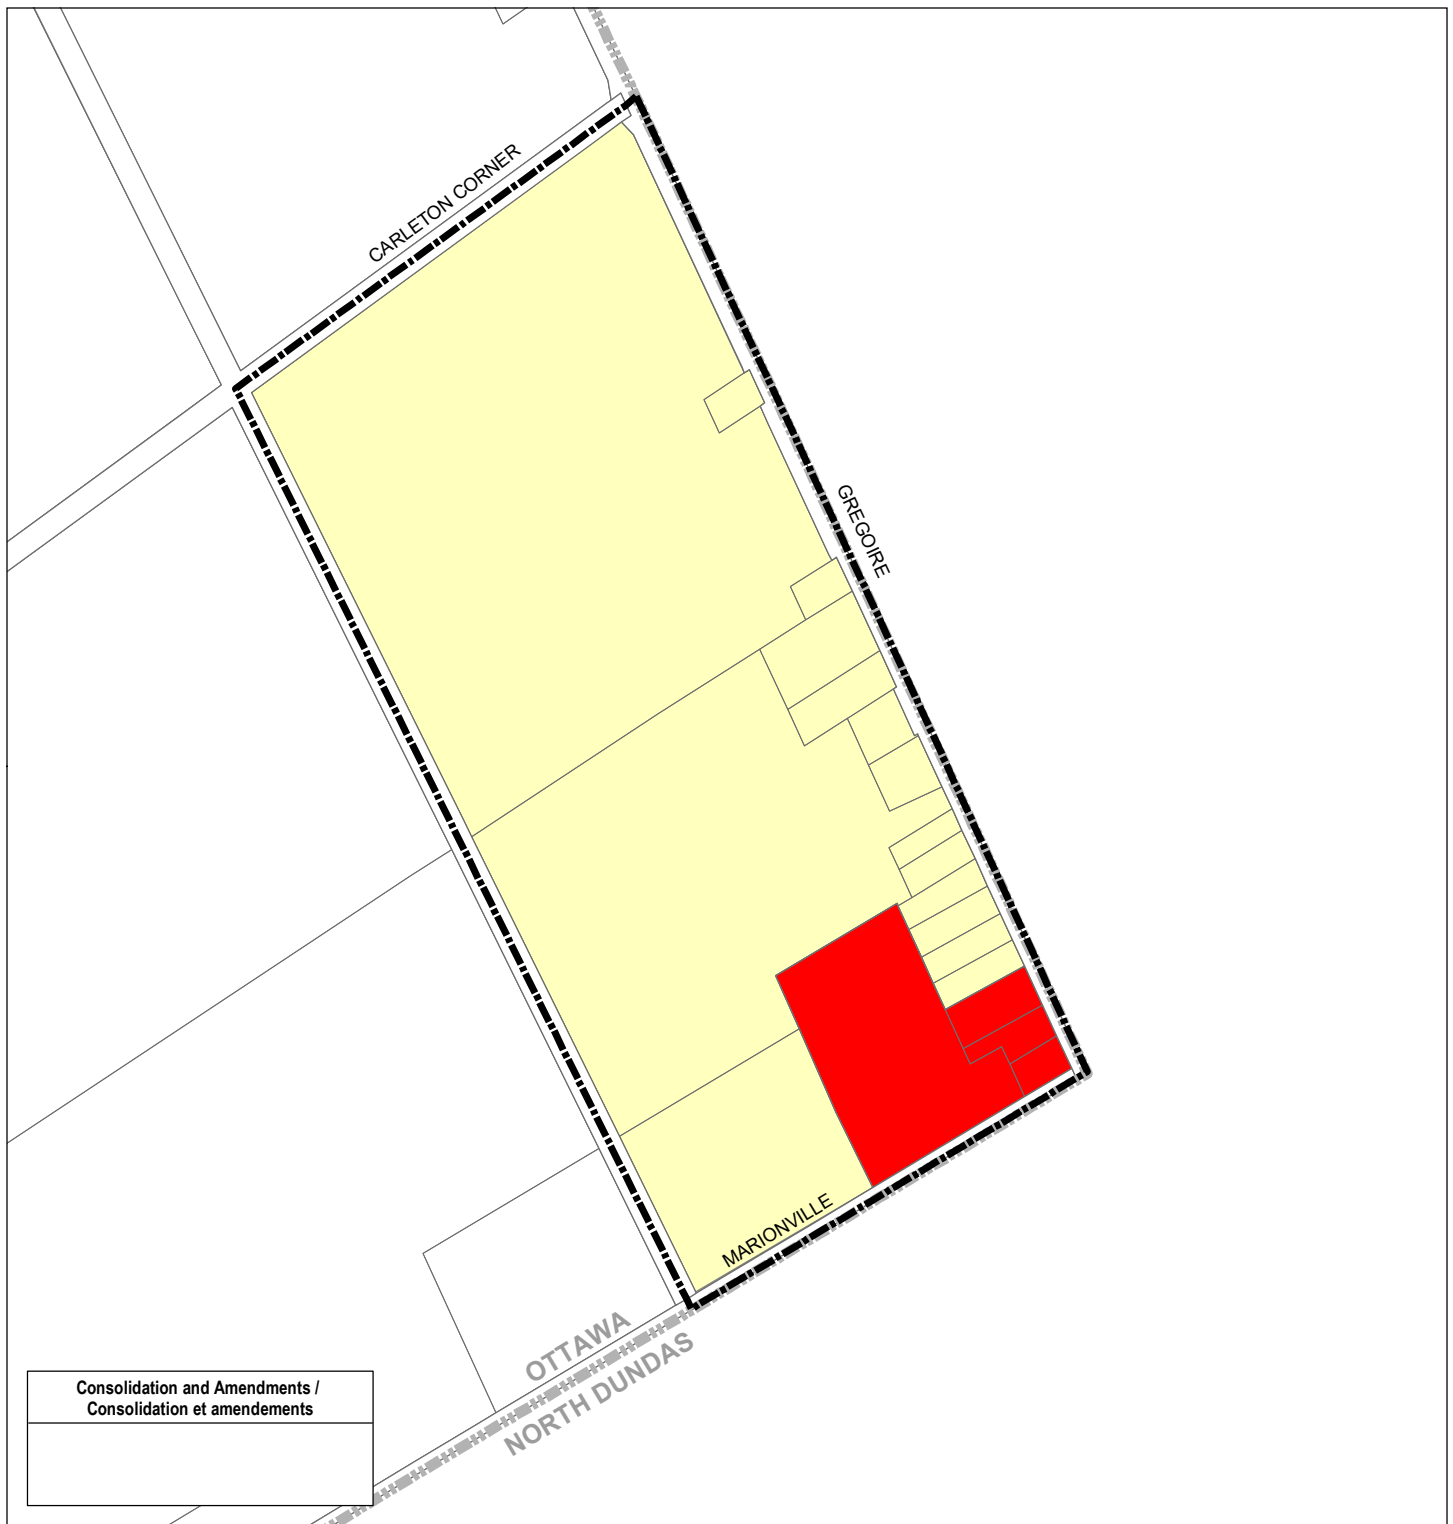 CARLETON CORNER
GREGOIRE
MARIONVILLE
OTTAWA
NORTH DUNDAS
Consolidation and Amendments /
Consolidation et amendements